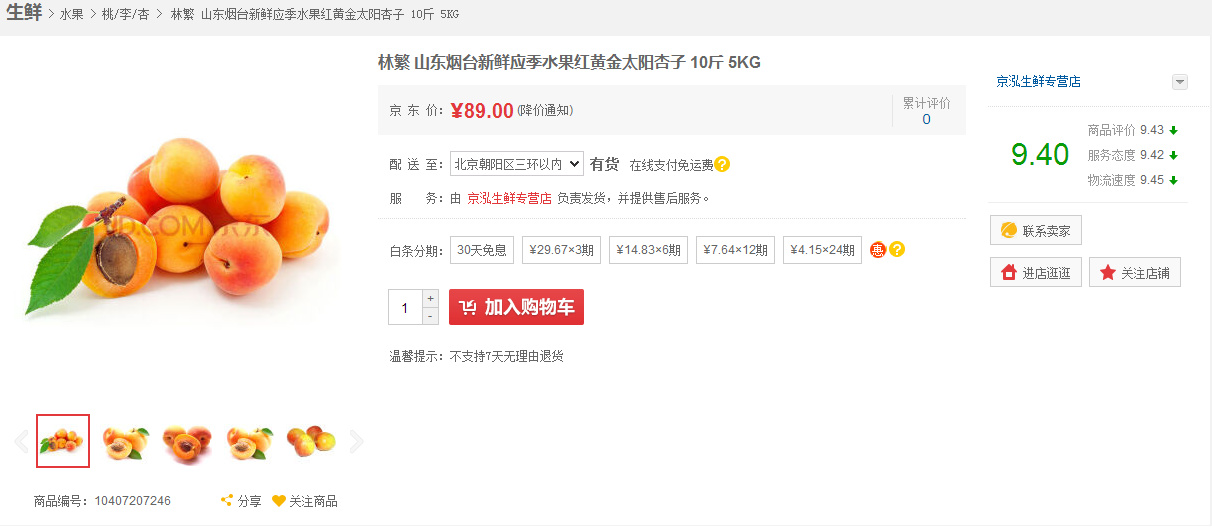 生鲜 > 水果 > 桃/李/杏 > 林繁 山东烟台新鲜应季水果红黄金太阳杏子 10斤 5KG
林繁 山东烟台新鲜应季水果红黄金太阳杏子 10斤 5KG
京东价: ¥89.00 (降价通知)
累计评价
0
配送至: 北京朝阳区三环以内 有货 在线支付免运费 ?
服务: 由 京泓生鲜专营店 负责发货，并提供售后服务。
白条分期: 30天免息 ¥29.67×3期 ¥14.83×6期 ¥7.64×12期 ¥4.15×24期 惠 ?
1 + -
加入购物车
温馨提示: 不支持7天无理由退货
京泓生鲜专营店
9.40
商品评价 9.43
服务态度 9.42
物流速度 9.45
联系卖家
进店逛逛 关注店铺
JD.COM 京东
商品编号: 10407207246 分享 关注商品